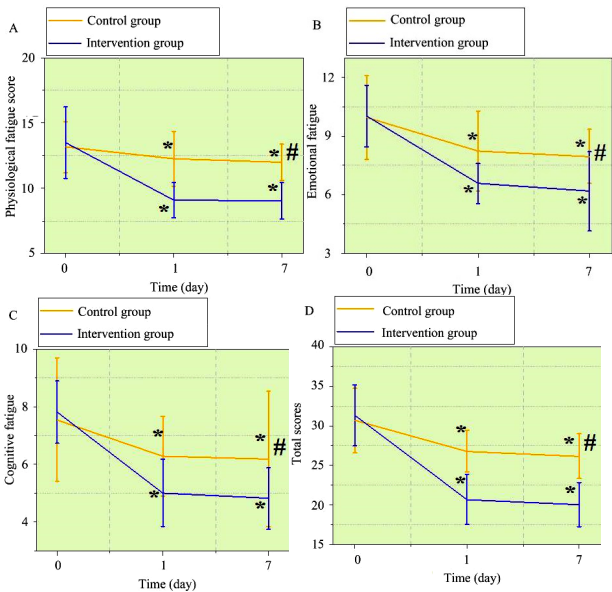 A
Control group
Intervention group
Physiological fatigue score
20
15
10
5
* * #
* *
0 1 7
Time (day)
B
Control group
Intervention group
Emotional fatigue
12
9
6
3
* * #
* *
0 1 7
Time (day)
C
Control group
Intervention group
Cognitive fatigue
10
8
6
4
* * #
* *
0 1 7
Time (day)
D
Control group
Intervention group
Total scores
40
35
30
25
20
15
* * #
* *
0 1 7
Time (day)